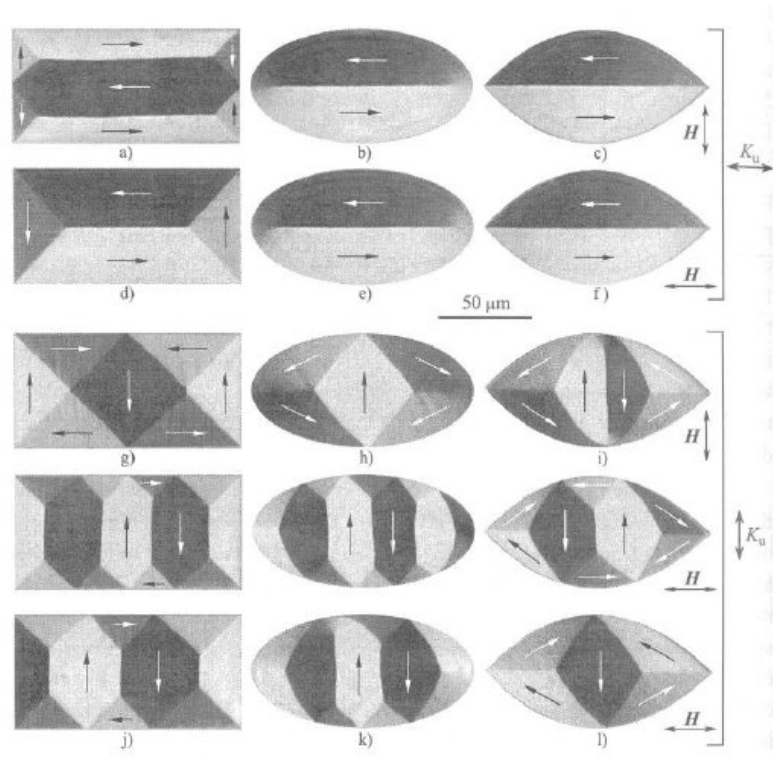 a) b) c)
H
K_u
d) e) f)
H
50 μm
g) h) i)
H
K_u
H
j) k) l)
H